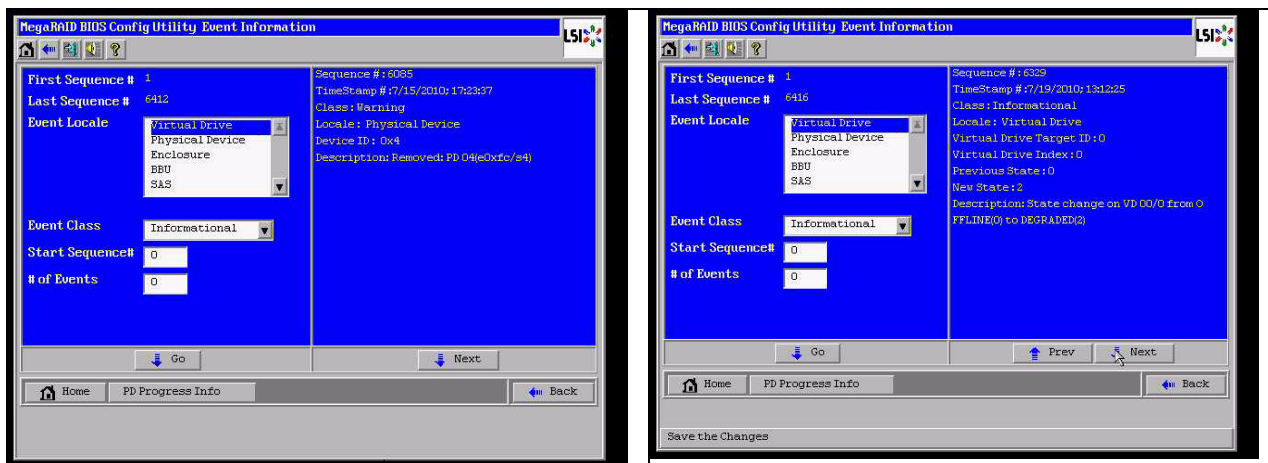 MegaRAID BIOS Config Utility Event Information
LSI
First Sequence # 1
Last Sequence # 6412
Event Locale
Virtual Drive
Physical Device
Enclosure
BBU
SAS
Event Class Informational
Start Sequence# 0
# of Events 0
Go
Sequence #:6085
TimeStamp #:7/15/2010; 17:23:37
Class:Warning
Locale: Physical Device
Device ID: 0x4
Description: Removed: PD 04(e0xfc/s4)
Next
Home
PD Progress Info
Back
MegaRAID BIOS Config Utility Event Information
LSI
First Sequence # 1
Last Sequence # 6416
Event Locale
Virtual Drive
Physical Device
Enclosure
BBU
SAS
Event Class Informational
Start Sequence# 0
# of Events 0
Go
Sequence #:6329
TimeStamp #:7/19/2010; 13:12:25
Class:Informational
Locale: Virtual Drive
Virtual Drive Target ID:0
Virtual Drive Index:0
Previous State:0
New State:2
Description: State change on VD 00/0 from O
FFLINE(0) to DEGRADED(2)
Prev
Next
Home
PD Progress Info
Back
Save the Changes